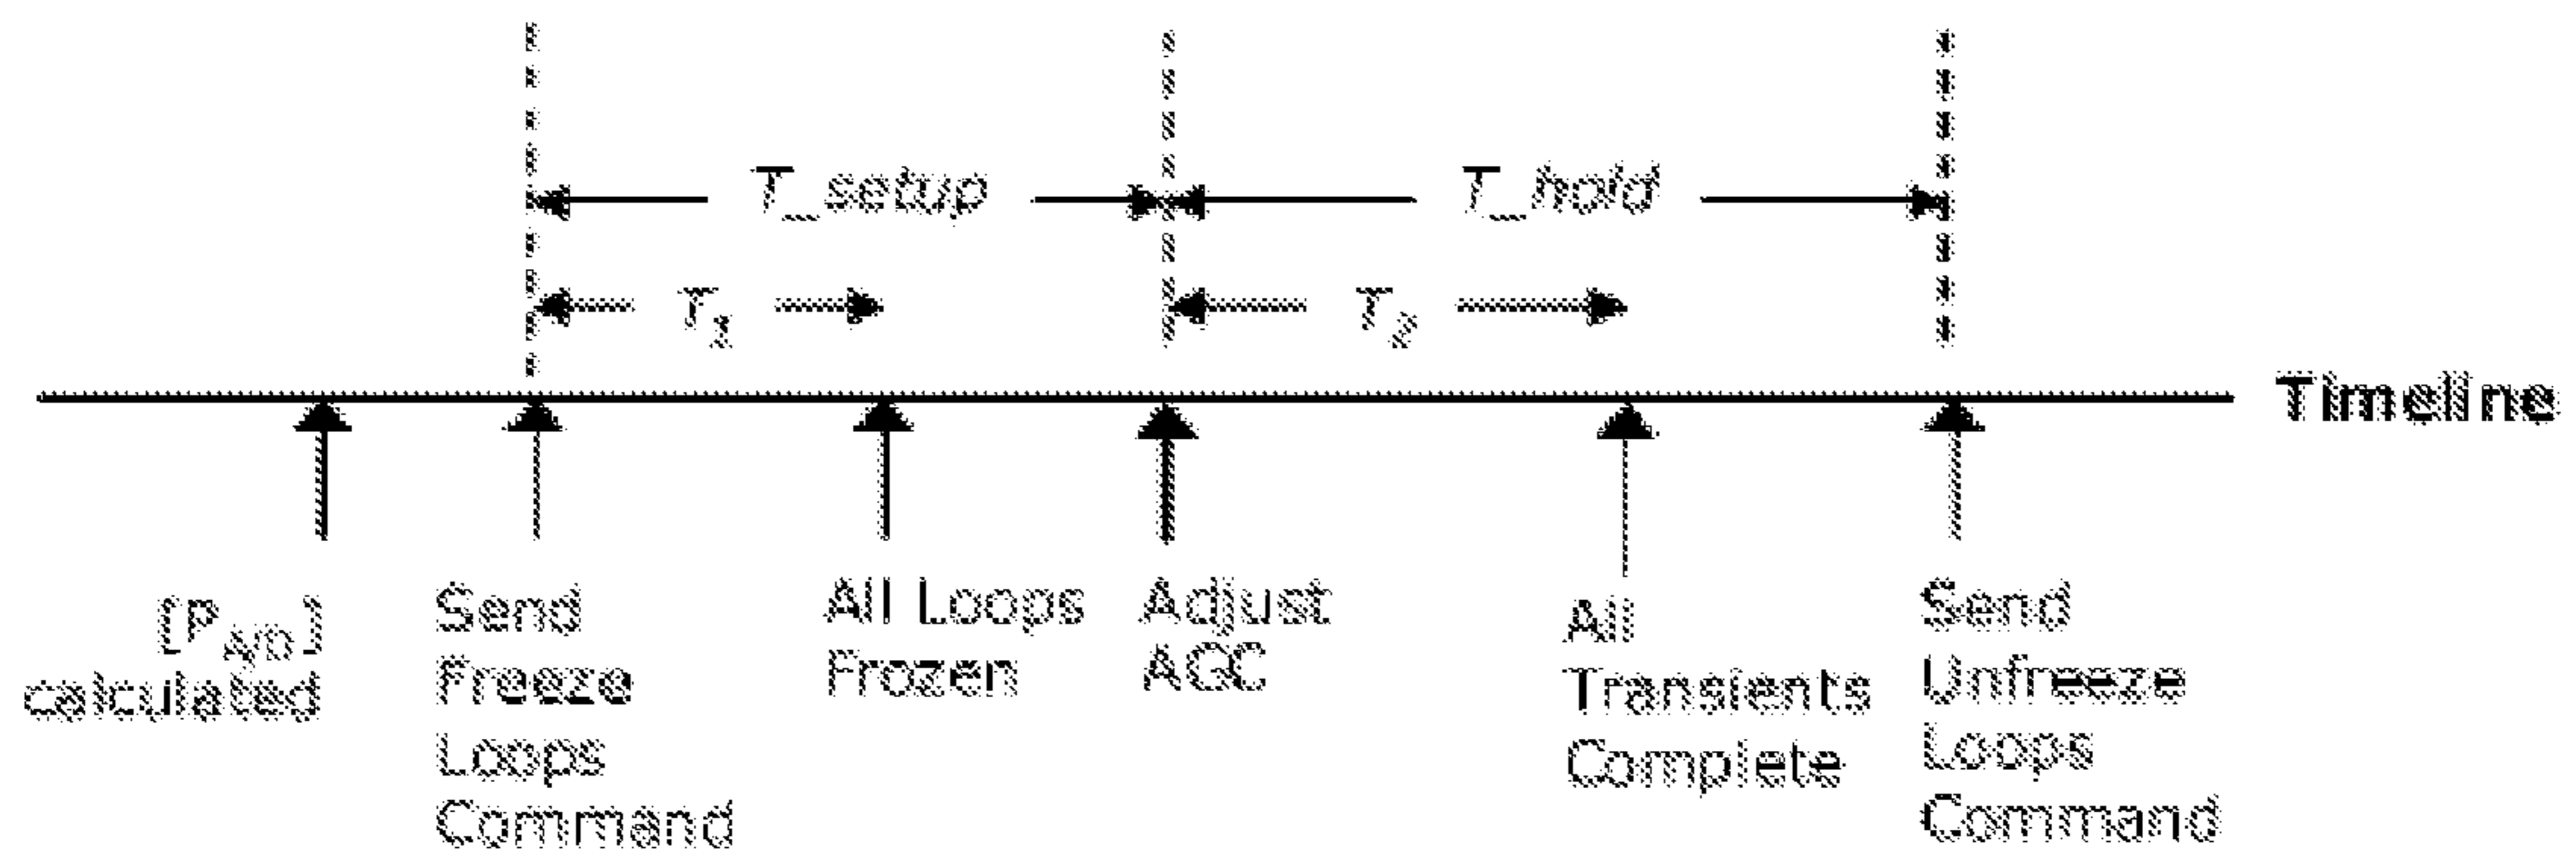 T_setup
T_hold
T1
T2
Timeline
[PA/D]
calculated
Send
Freeze
Loops
Command
All Loops
Frozen
Adjust
AGC
All
Transients
Complete
Send
Unfreeze
Loops
Command